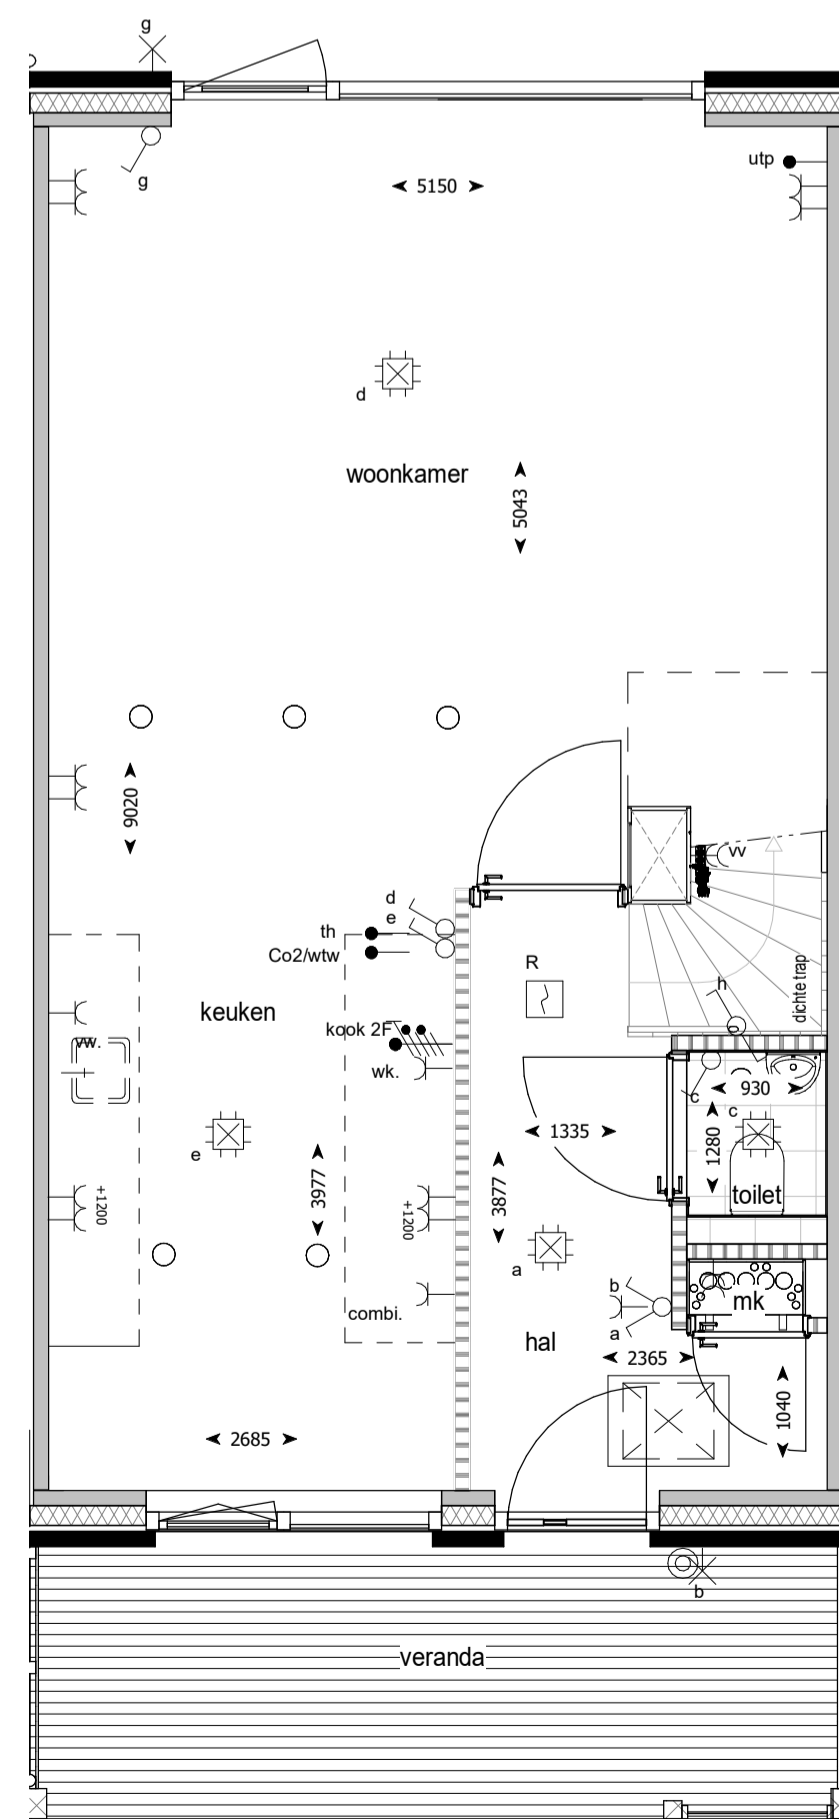 g
g
utp
5150
d
woonkamer
5043
9020
d
e
th
Co2/wtw
vv
R
h
dichte trap
keuken
kook 2F
vw.
wk.
c
930
1280
c
1335
e
3977
3877
toilet
+1200
+1200
a
b
a
mk
combi.
hal
2365
1040
2685
b
veranda